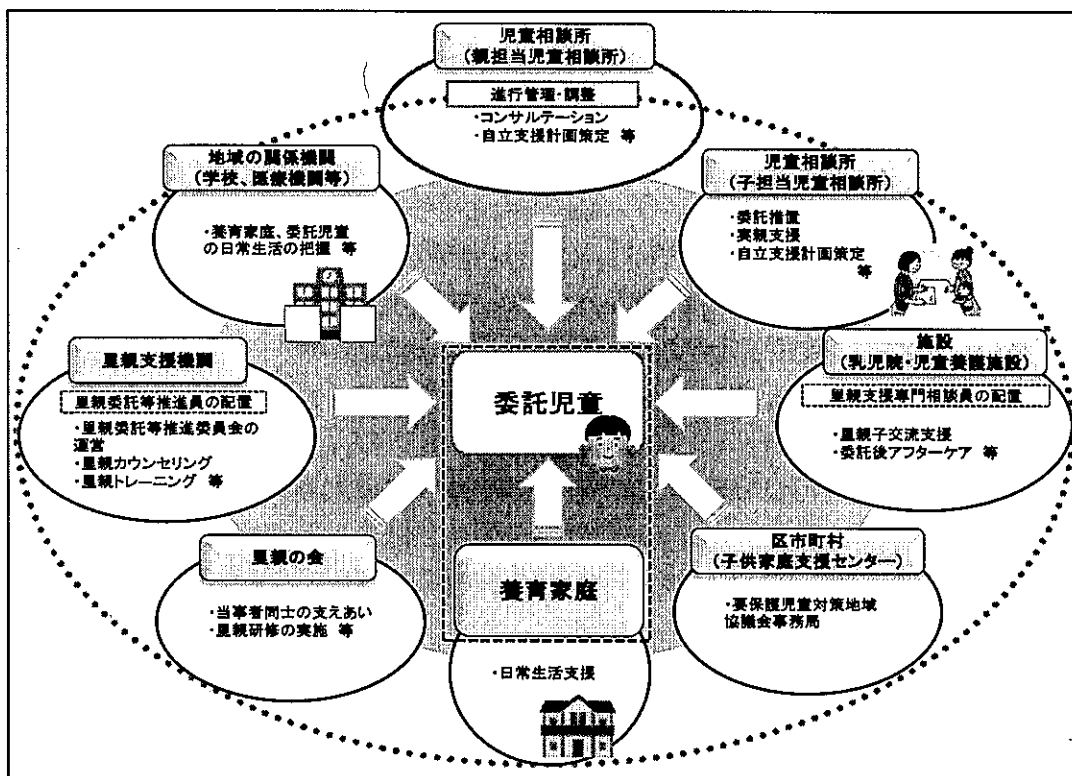 児童相談所
(親担当児童相談所)
進行管理・調整
・コンサルテーション
・自立支援計画策定 等
地域の関係機関
(学校、医療機関等)
・養育家庭、委託児童
の日常生活の把握 等
児童相談所
(子担当児童相談所)
・委託措置
・実親支援
・自立支援計画策定
等
里親支援機関
里親委託等推進員の配置
・里親委託等推進委員会の
運営
・里親カウンセリング
・里親トレーニング 等
委託児童
施設
(乳児院・児童養護施設)
里親支援専門相談員の配置
・里親子交流支援
・委託後アフターケア 等
里親の会
・当事者同士の支えあい
・里親研修の実施 等
養育家庭
・日常生活支援
区市町村
(子供家庭支援センター)
・要保護児童対策地域
協議会事務局